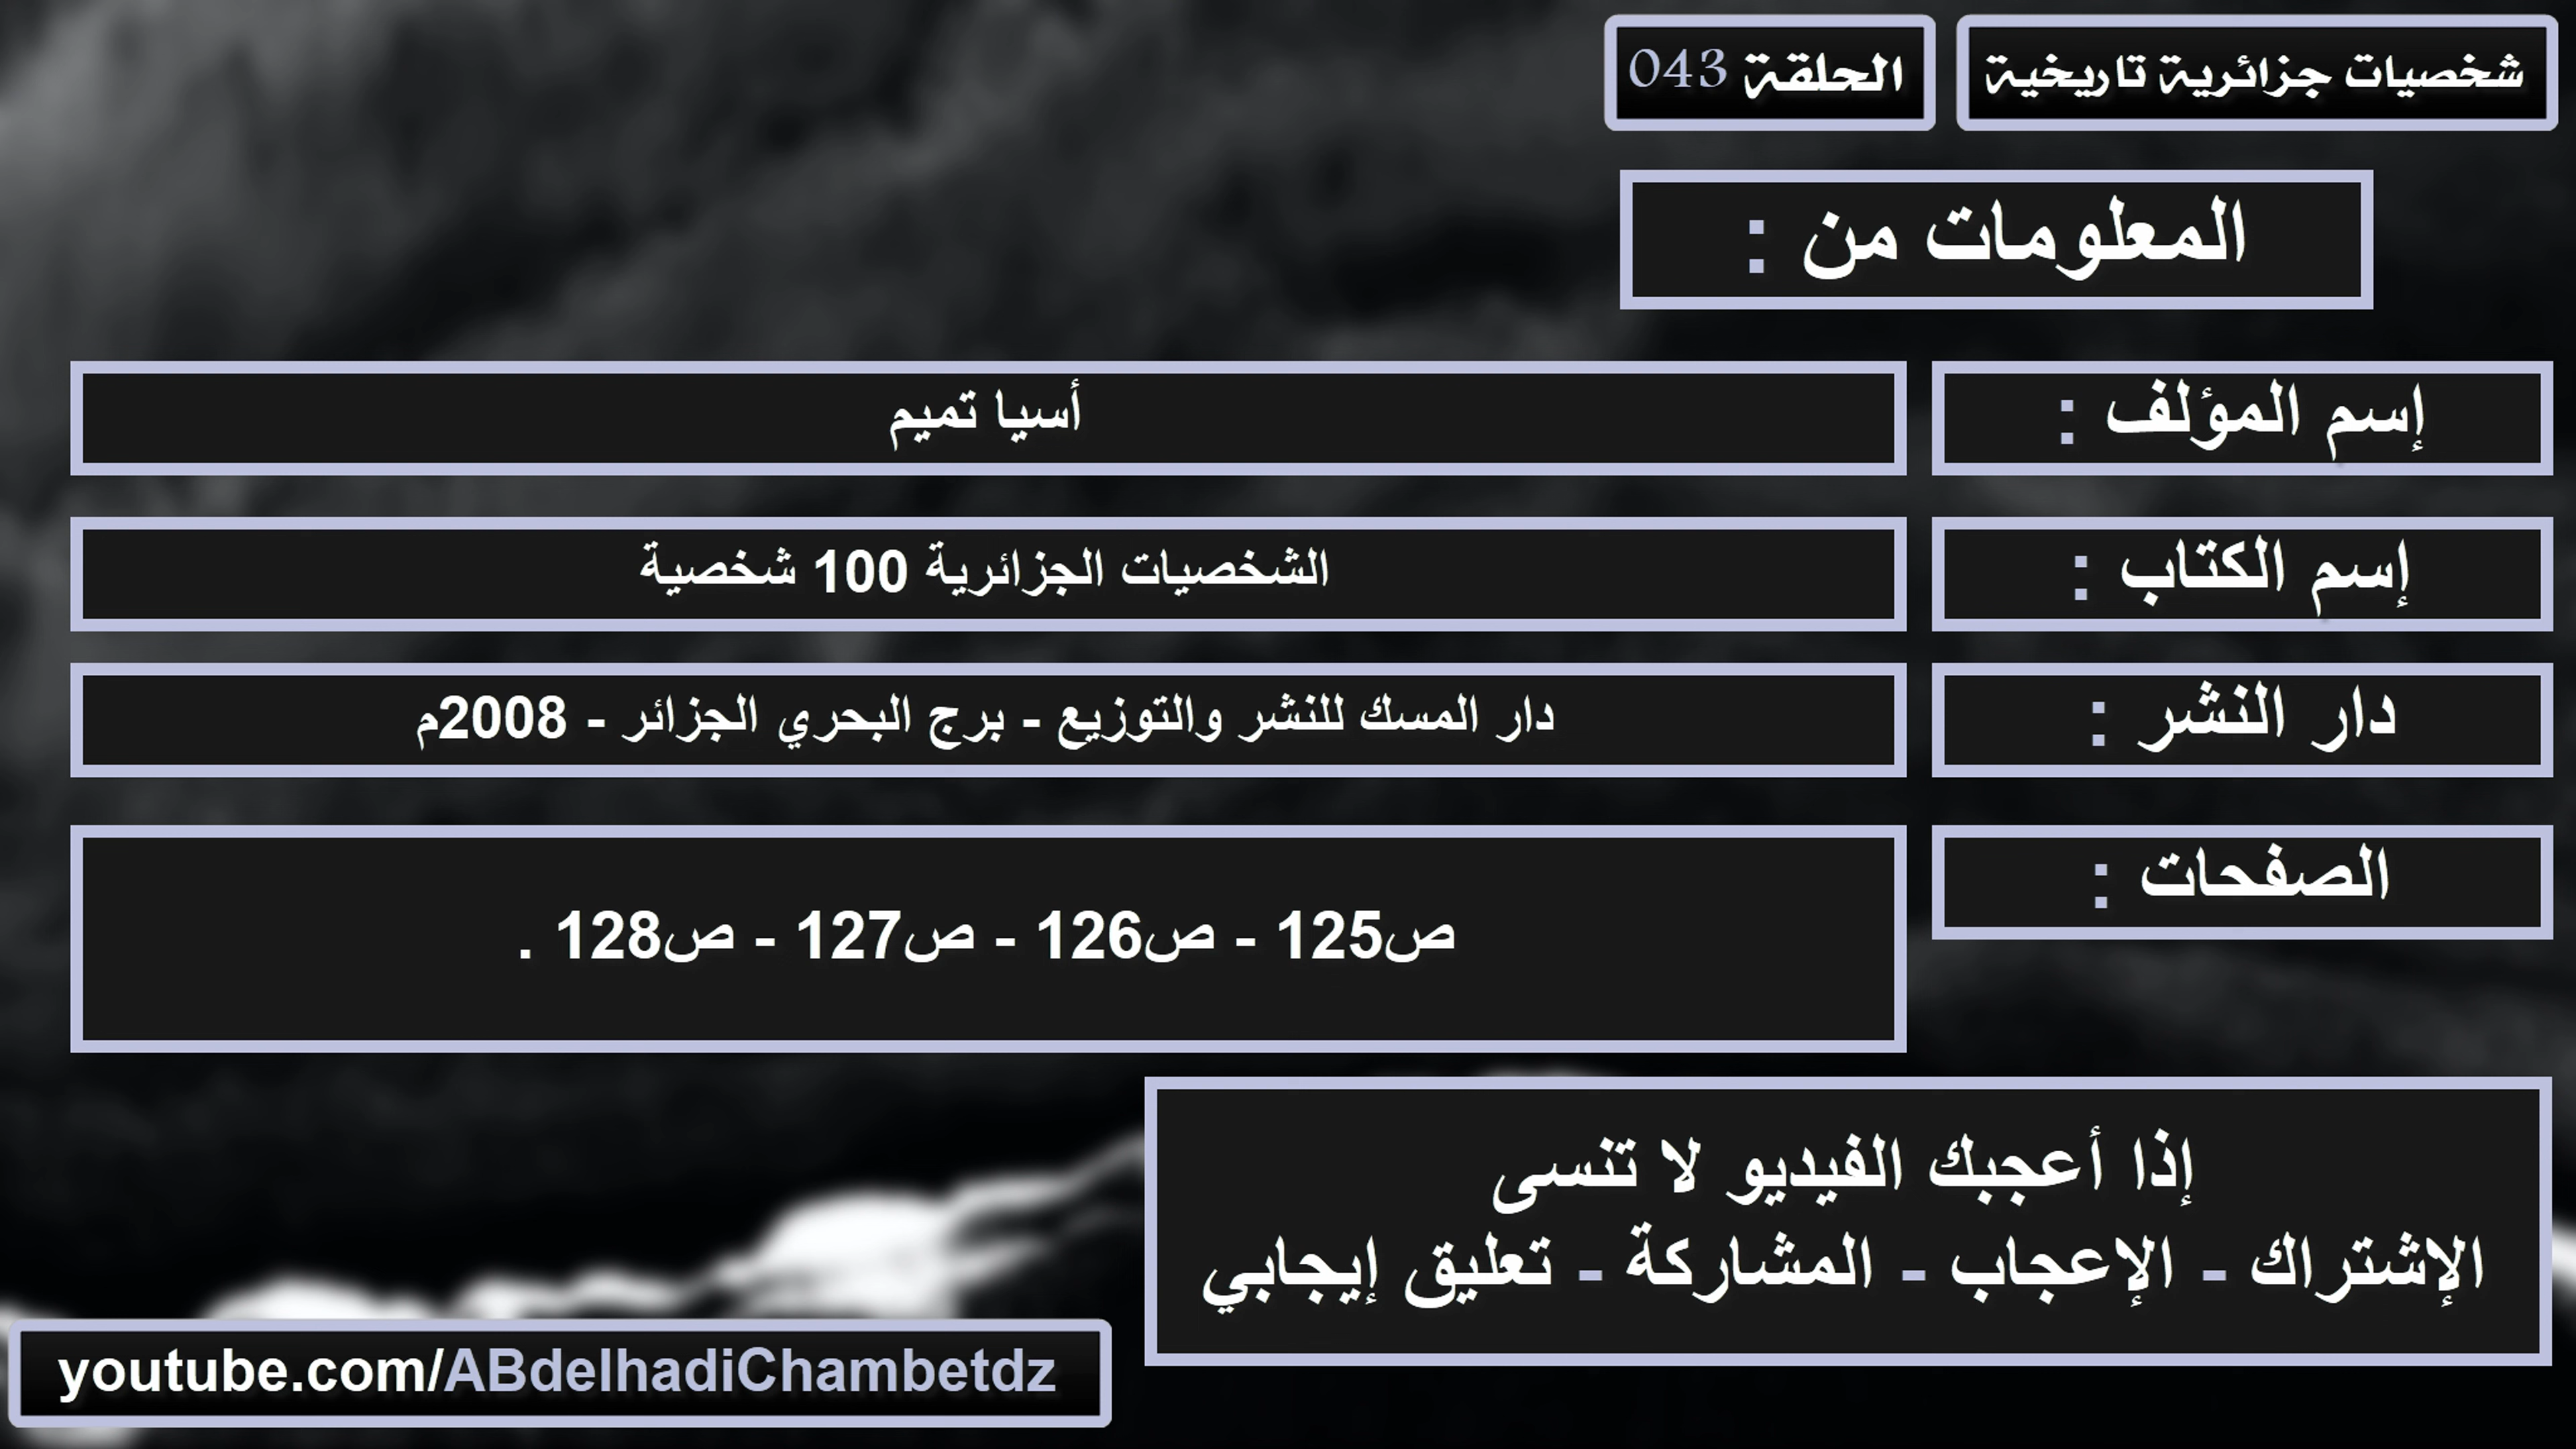 شخصيات جزائرية تاريخية
الحلقة 043
المعلومات من :
إسم المؤلف :
أسيا تميم
إسم الكتاب :
الشخصيات الجزائرية 100 شخصية
دار النشر :
دار المسك للنشر والتوزيع - برج البحري الجزائر - 2008م
الصفحات :
ص125 - ص126 - ص127 - ص128 .
إذا أعجبك الفيديو لا تنسى
الإشتراك - الإعجاب - المشاركة - تعليق إيجابي
youtube.com/ABdelhadiChambetdz